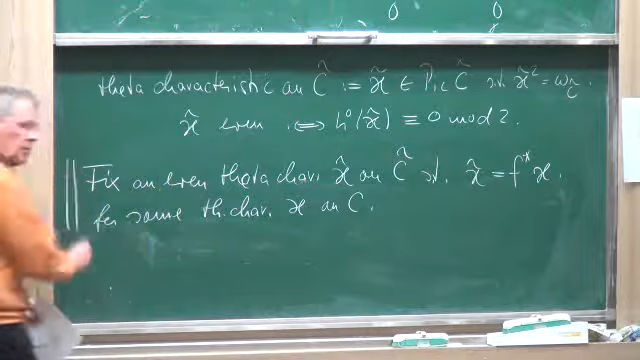 theta characteristic on C̃ := x̃ ∈ Pic C̃ s.t. x̃² = ω_C̃.
x̃ even ⟺ h⁰(x̃) ≡ 0 mod 2.
Fix an even theta char. x̃ on C̃ s.t. x̃ = f*x.
for some th. char. x on C.